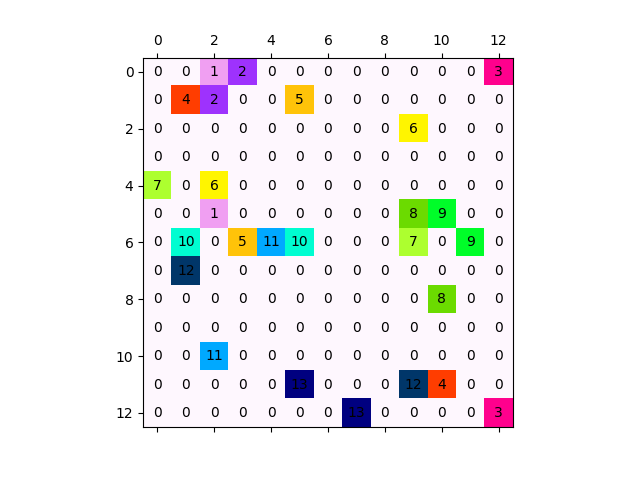 0 2 4 6 8 10 12
0 0 0 1 2 0 0 0 0 0 0 0 0 3
0 4 2 0 0 5 0 0 0 0 0 0 0
2 0 0 0 0 0 0 0 0 0 6 0 0 0
0 0 0 0 0 0 0 0 0 0 0 0 0
4 7 0 6 0 0 0 0 0 0 0 0 0 0
0 0 1 0 0 0 0 0 0 8 9 0 0
6 0 10 0 5 11 10 0 0 0 7 0 9 0
0 12 0 0 0 0 0 0 0 0 0 0 0
8 0 0 0 0 0 0 0 0 0 0 8 0 0
0 0 0 0 0 0 0 0 0 0 0 0 0
10 0 0 11 0 0 0 0 0 0 0 0 0 0
0 0 0 0 0 13 0 0 0 12 4 0 0
12 0 0 0 0 0 0 0 13 0 0 0 0 3